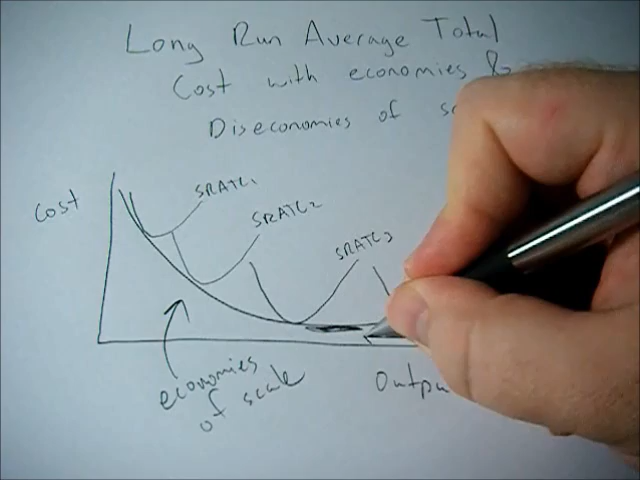 Long Run Average Total
Cost with economies &
Diseconomies of
Cost
SRATC1
SRATC2
SRATC3
economies
of scale